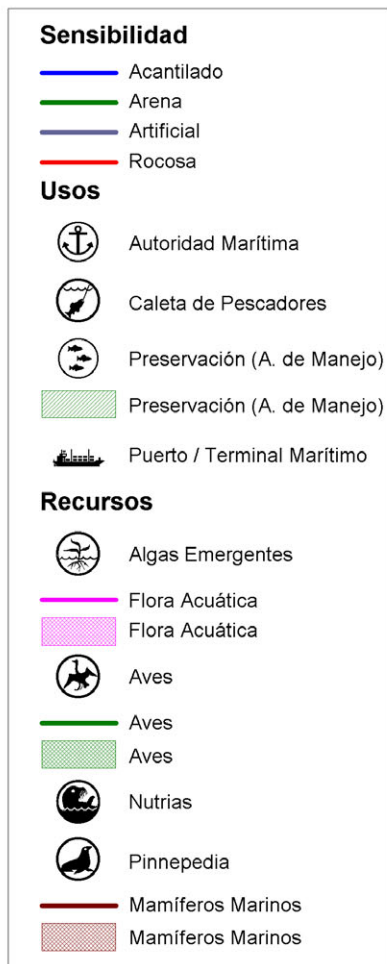 Sensibilidad
Acantilado
Arena
Artificial
Rocosa
Usos
Autoridad Marítima
Caleta de Pescadores
Preservación (A. de Manejo)
Preservación (A. de Manejo)
Puerto / Terminal Marítimo
Recursos
Algas Emergentes
Flora Acuática
Flora Acuática
Aves
Aves
Aves
Nutrias
Pinnepedia
Mamíferos Marinos
Mamíferos Marinos